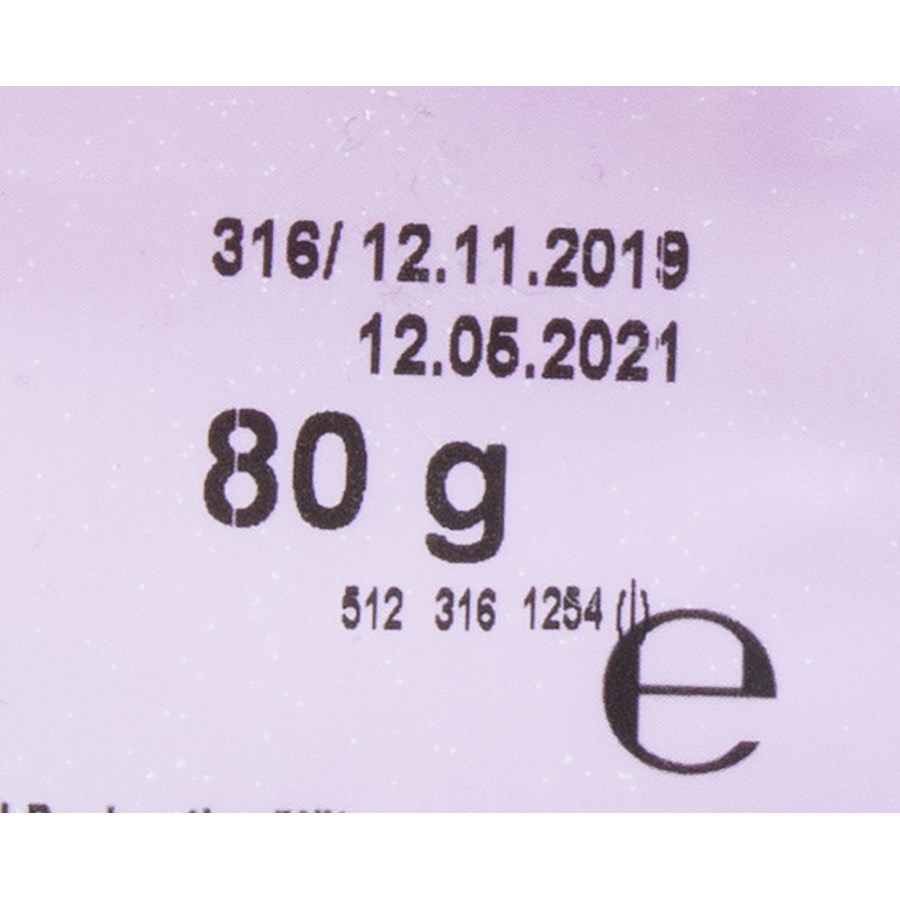 316/ 12.11.2019
12.05.2021
80 g
512 316 1254 (l)
e